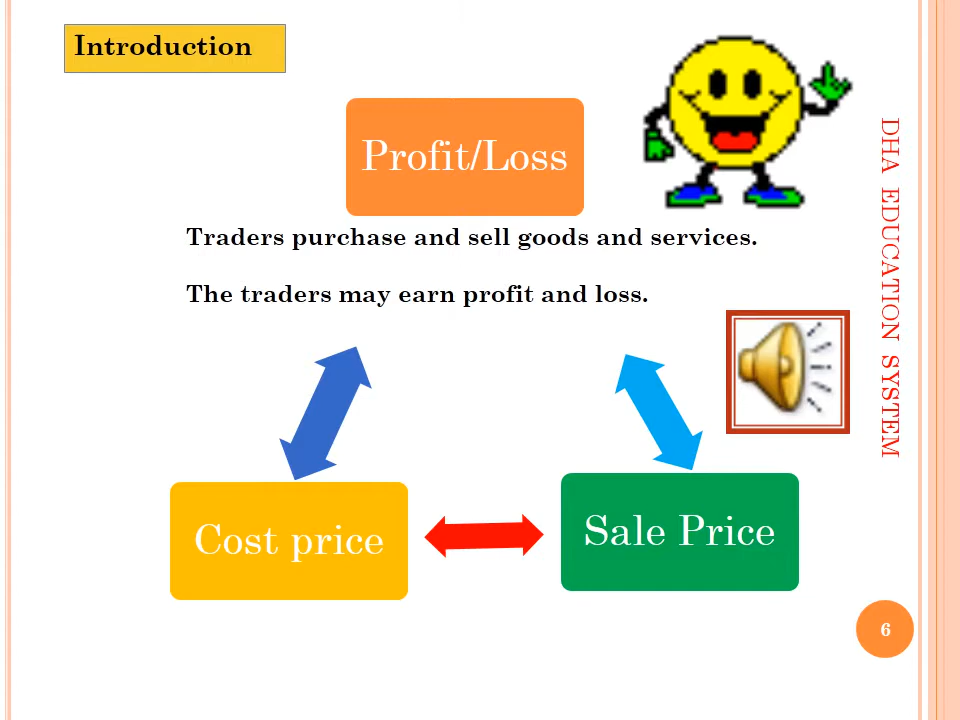 Introduction
Profit/Loss
Traders purchase and sell goods and services.
The traders may earn profit and loss.
Cost price
Sale Price
DHA EDUCATION SYSTEM
6